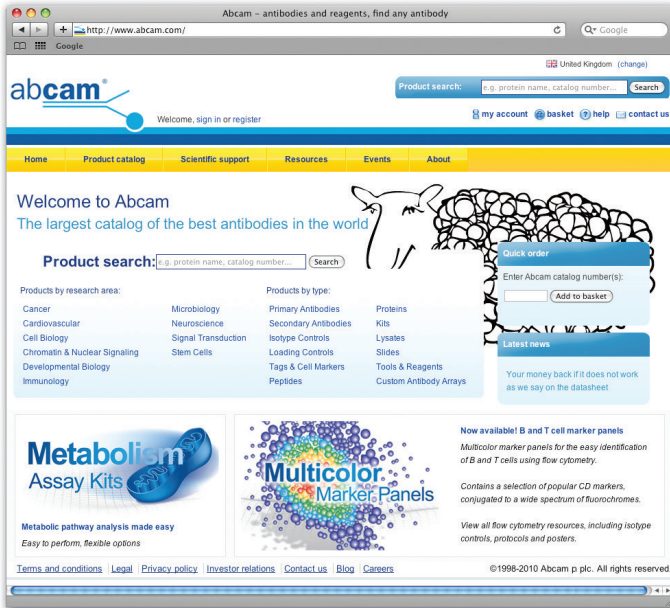 Abcam – antibodies and reagents, find any antibody
http://www.abcam.com/
Google
Google
United Kingdom (change)
abcam®
Product search: e.g. protein name, catalog number... Search
Welcome, sign in or register
my account basket help contact us
Home Product catalog Scientific support Resources Events About
Welcome to Abcam
The largest catalog of the best antibodies in the world
Product search: e.g. protein name, catalog number... Search
Products by research area:
Cancer
Cardiovascular
Cell Biology
Chromatin & Nuclear Signaling
Developmental Biology
Immunology
Microbiology
Neuroscience
Signal Transduction
Stem Cells
Products by type:
Primary Antibodies
Secondary Antibodies
Isotype Controls
Loading Controls
Tags & Cell Markers
Peptides
Proteins
Kits
Lysates
Slides
Tools & Reagents
Custom Antibody Arrays
Quick order
Enter Abcam catalog number(s):
Add to basket
Latest news
Your money back if it does not work
as we say on the datasheet
Metabolism
Assay Kits
Metabolic pathway analysis made easy
Easy to perform, flexible options
Multicolor
Marker Panels
Now available! B and T cell marker panels
Multicolor marker panels for the easy identification
of B and T cells using flow cytometry.
Contains a selection of popular CD markers,
conjugated to a wide spectrum of fluorochromes.
View all flow cytometry resources, including isotype
controls, protocols and posters.
Terms and conditions Legal Privacy policy Investor relations Contact us Blog Careers
©1998-2010 Abcam p plc. All rights reserved